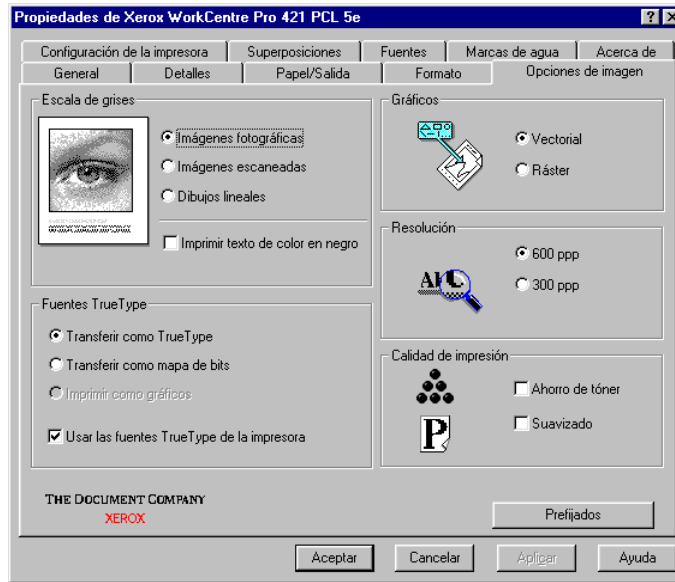 Propiedades de Xerox WorkCentre Pro 421 PCL 5e
Configuración de la impresora Superposiciones Fuentes Marcas de agua Acerca de
General Detalles Papel/Salida Formato Opciones de imagen
Escala de grises
Imágenes fotográficas
Imágenes escaneadas
Dibujos lineales
Imprimir texto de color en negro
Gráficos
Vectorial
Ráster
Resolución
600 ppp
300 ppp
Fuentes TrueType
Transferir como TrueType
Transferir como mapa de bits
Imprimir como gráficos
Usar las fuentes TrueType de la impresora
Calidad de impresión
Ahorro de tóner
Suavizado
THE DOCUMENT COMPANY
XEROX
Prefijados
Aceptar Cancelar Aplicar Ayuda